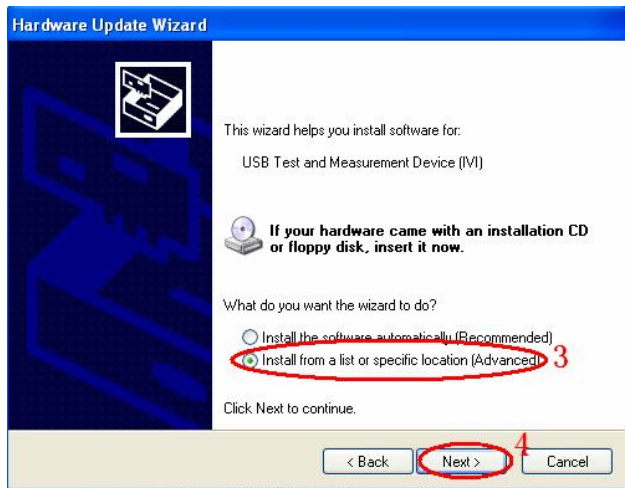 Hardware Update Wizard
This wizard helps you install software for:
USB Test and Measurement Device (IVI)
If your hardware came with an installation CD
or floppy disk, insert it now.
What do you want the wizard to do?
Install the software automatically (Recommended)
Install from a list or specific location (Advanced) 3
Click Next to continue.
4
< Back Next > Cancel